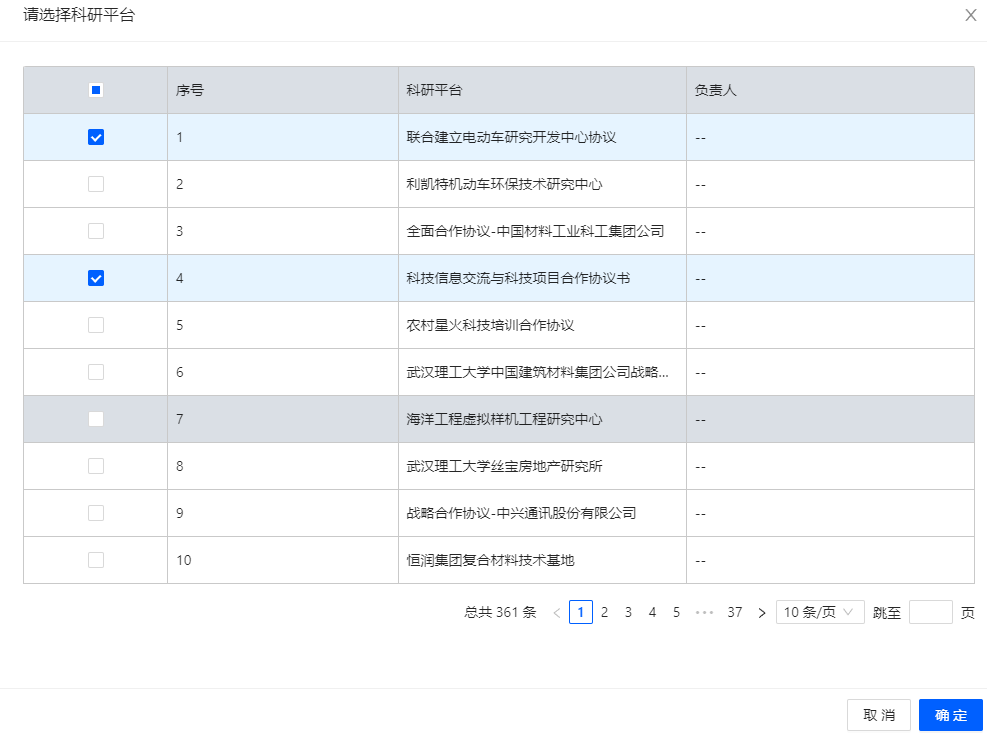 请选择科研平台
序号 科研平台 负责人
1 联合建立电动车研究开发中心协议 --
2 利凯特机动车环保技术研究中心 --
3 全面合作协议-中国材料工业科工集团公司 --
4 科技信息交流与科技项目合作协议书 --
5 农村星火科技培训合作协议 --
6 武汉理工大学中国建筑材料集团公司战略... --
7 海洋工程虚拟样机工程研究中心 --
8 武汉理工大学丝宝房地产研究所 --
9 战略合作协议-中兴通讯股份有限公司 --
10 恒润集团复合材料技术基地 --
总共 361 条 < 1 2 3 4 5 ••• 37 > 10 条/页 跳至 页
取 消 确 定